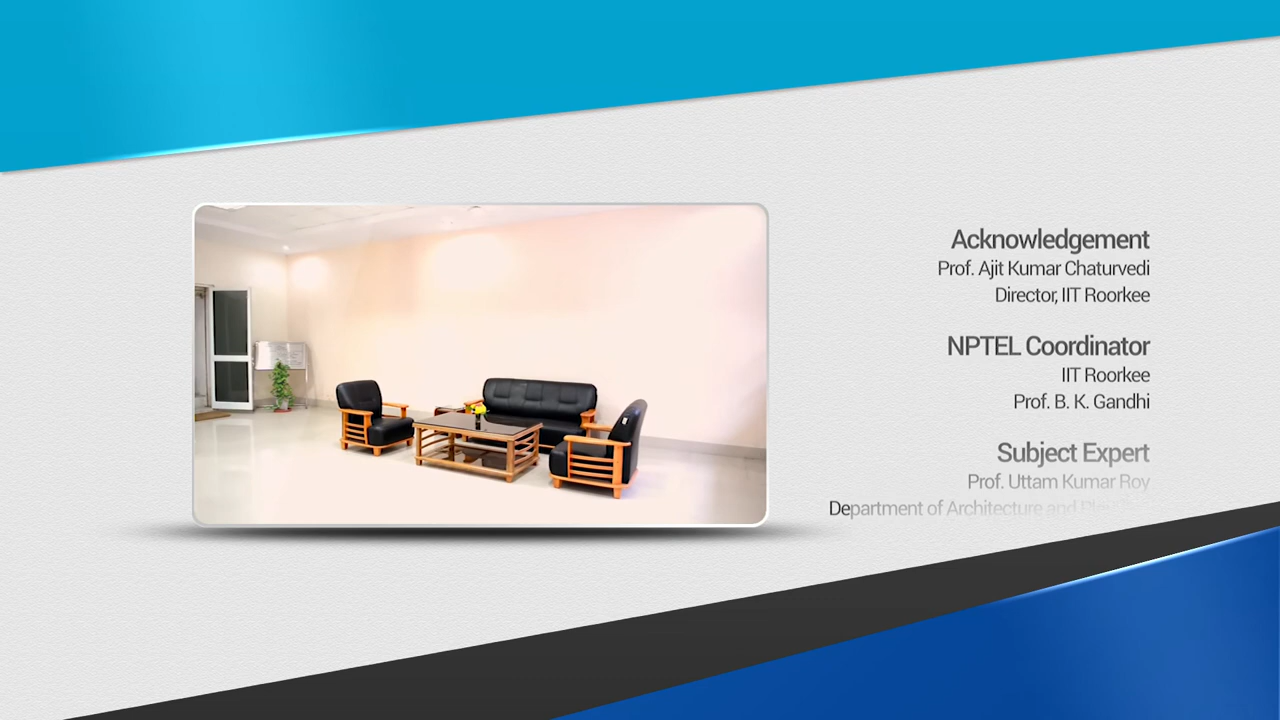 Acknowledgement
Prof. Ajit Kumar Chaturvedi
Director, IIT Roorkee
NPTEL Coordinator
IIT Roorkee
Prof. B. K. Gandhi
Subject Expert
Prof. Uttam Kumar Roy
Department of Architecture and